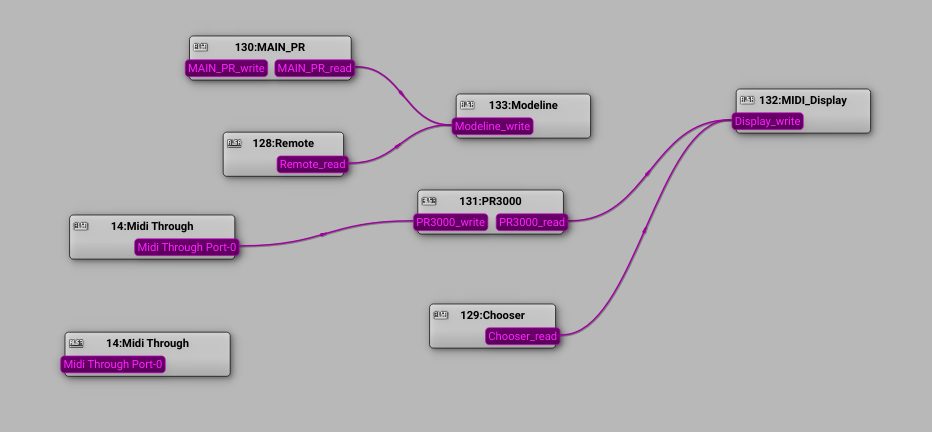 130:MAIN_PR
MAIN_PR_write MAIN_PR_read
133:Modeline
Modeline_write
132:MIDI_Display
Display_write
128:Remote
Remote_read
131:PR3000
PR3000_write PR3000_read
14:Midi Through
Midi Through Port-0
129:Chooser
Chooser_read
14:Midi Through
Midi Through Port-0